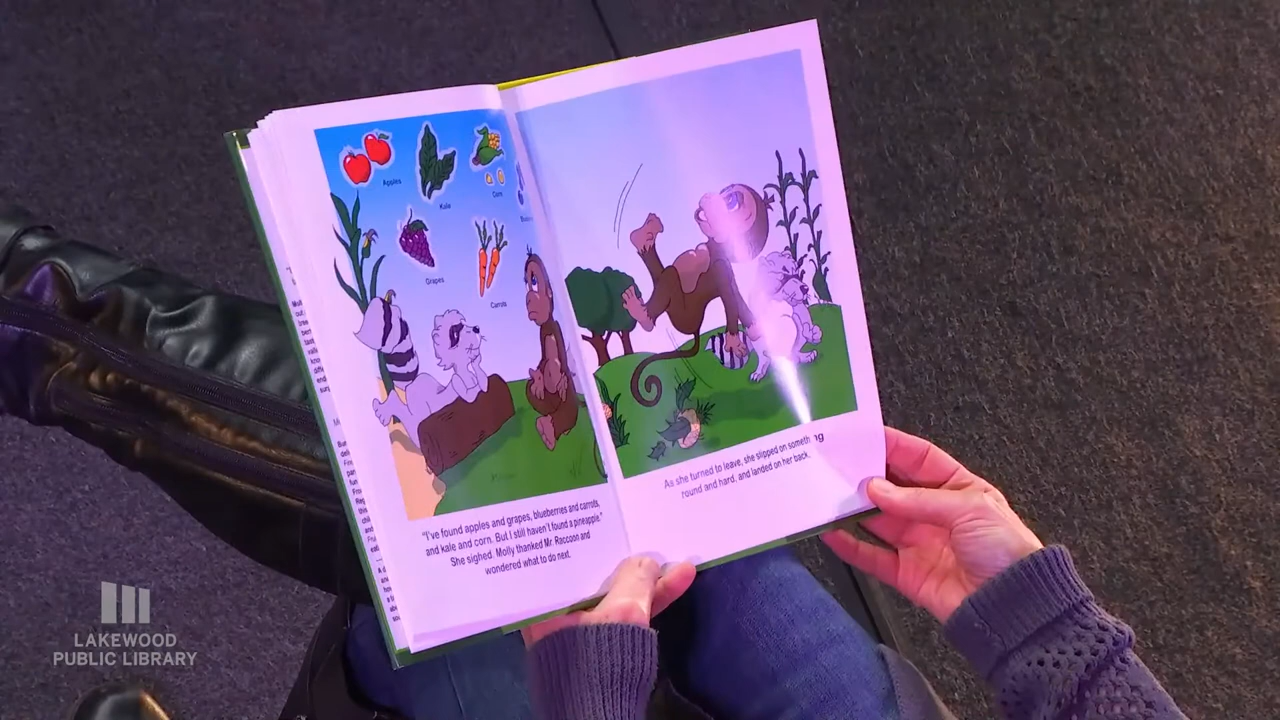 Apples
Kale
Corn
Grapes
Carrots
"I've found apples and grapes, blueberries and carrots,
and kale and corn. But I still haven't found a pineapple."
She sighed. Molly thanked Mr. Raccoon and
wondered what to do next.
As she turned to leave, she slipped on something
round and hard, and landed on her back.
LAKEWOOD
PUBLIC LIBRARY